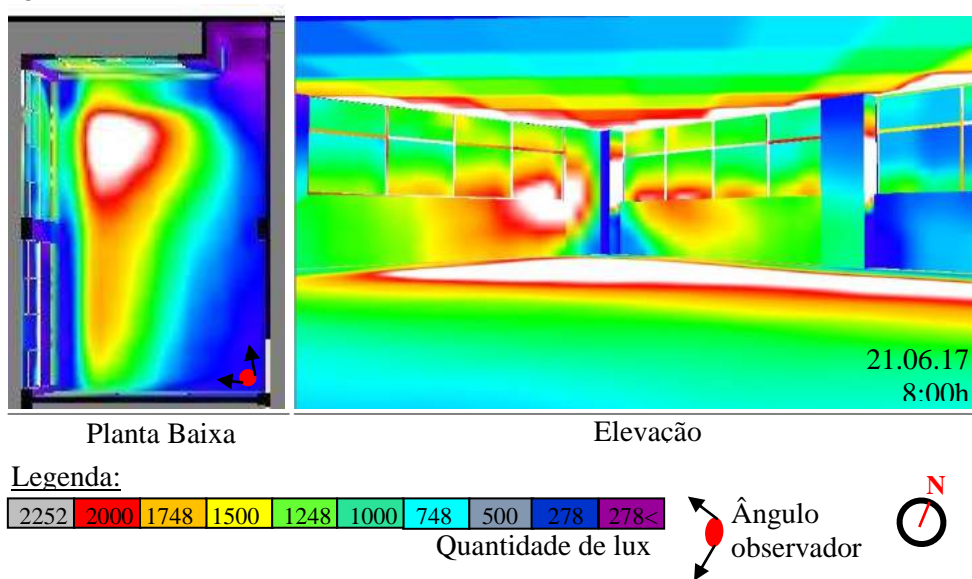 21.06.17
8:00h
Planta Baixa
Elevação
Legenda:
2252 2000 1748 1500 1248 1000 748 500 278 278<
Quantidade de lux
Ângulo
observador
N